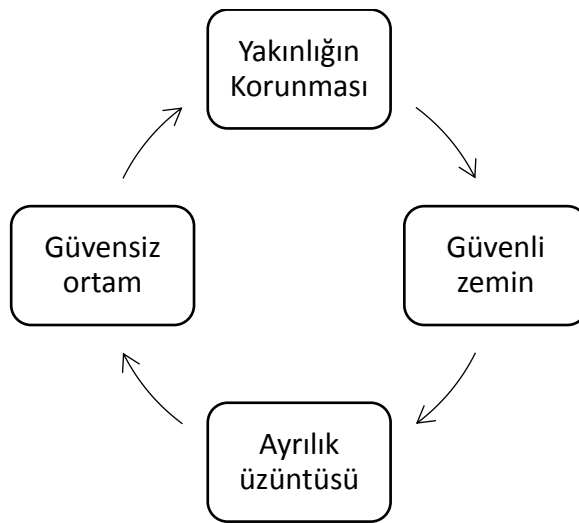 Yakınlığın
Korunması
Güvenli
zemin
Ayrılık
üzüntüsü
Güvensiz
ortam